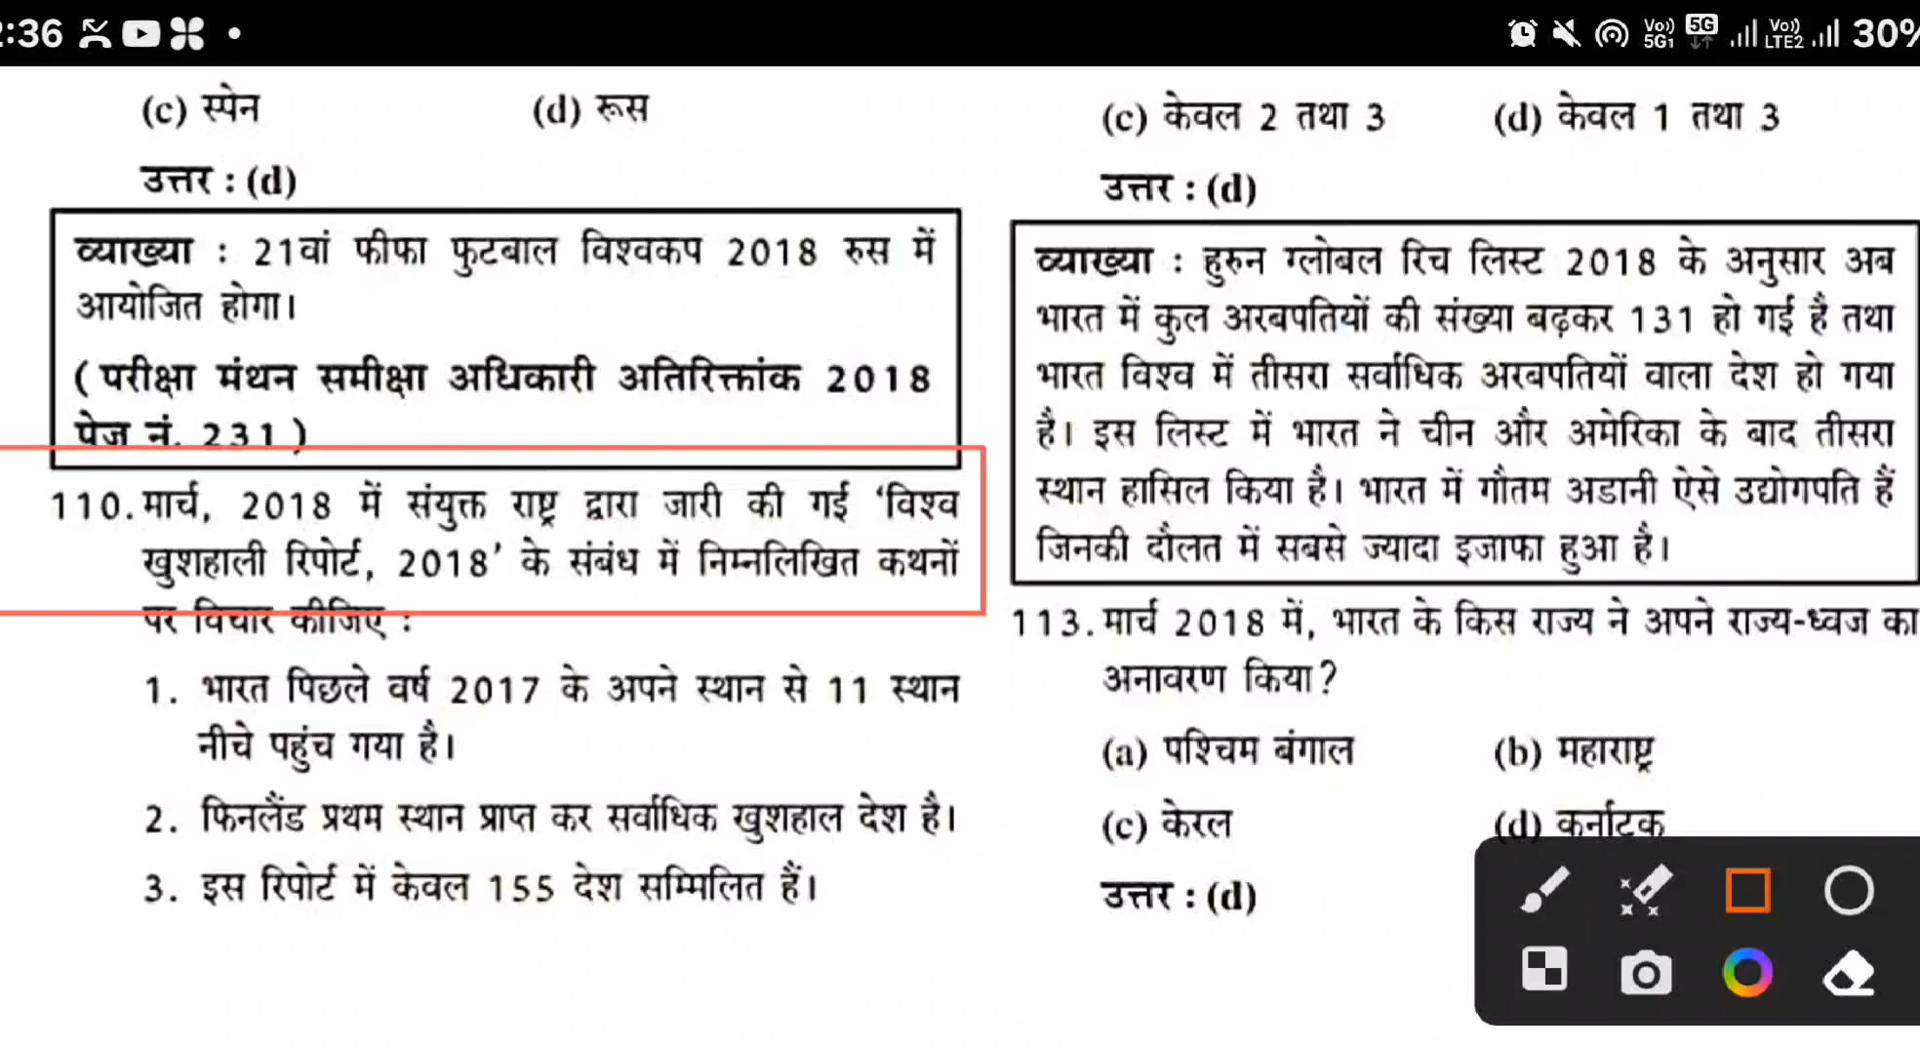 :36
Vo)) 5G1 5G Vo)) LTE2 30%
(c) स्पेन (d) रूस
उत्तर : (d)
व्याख्या : 21वां फीफा फुटबाल विश्वकप 2018 रुस में
आयोजित होगा।
(परीक्षा मंथन समीक्षा अधिकारी अतिरिक्तांक 2018
पेज नं. 231)
110. मार्च, 2018 में संयुक्त राष्ट्र द्वारा जारी की गई ‘विश्व
खुशहाली रिपोर्ट, 2018’ के संबंध में निम्नलिखित कथनों
पर विचार कीजिए :
1. भारत पिछले वर्ष 2017 के अपने स्थान से 11 स्थान
नीचे पहुंच गया है।
2. फिनलैंड प्रथम स्थान प्राप्त कर सर्वाधिक खुशहाल देश है।
3. इस रिपोर्ट में केवल 155 देश सम्मिलित हैं।
(c) केवल 2 तथा 3 (d) केवल 1 तथा 3
उत्तर : (d)
व्याख्या : हुरुन ग्लोबल रिच लिस्ट 2018 के अनुसार अब
भारत में कुल अरबपतियों की संख्या बढ़कर 131 हो गई है तथा
भारत विश्व में तीसरा सर्वाधिक अरबपतियों वाला देश हो गया
है। इस लिस्ट में भारत ने चीन और अमेरिका के बाद तीसरा
स्थान हासिल किया है। भारत में गौतम अडानी ऐसे उद्योगपति हैं
जिनकी दौलत में सबसे ज्यादा इजाफा हुआ है।
113. मार्च 2018 में, भारत के किस राज्य ने अपने राज्य-ध्वज का
अनावरण किया?
(a) पश्चिम बंगाल (b) महाराष्ट्र
(c) केरल (d) कर्नाटक
उत्तर : (d)